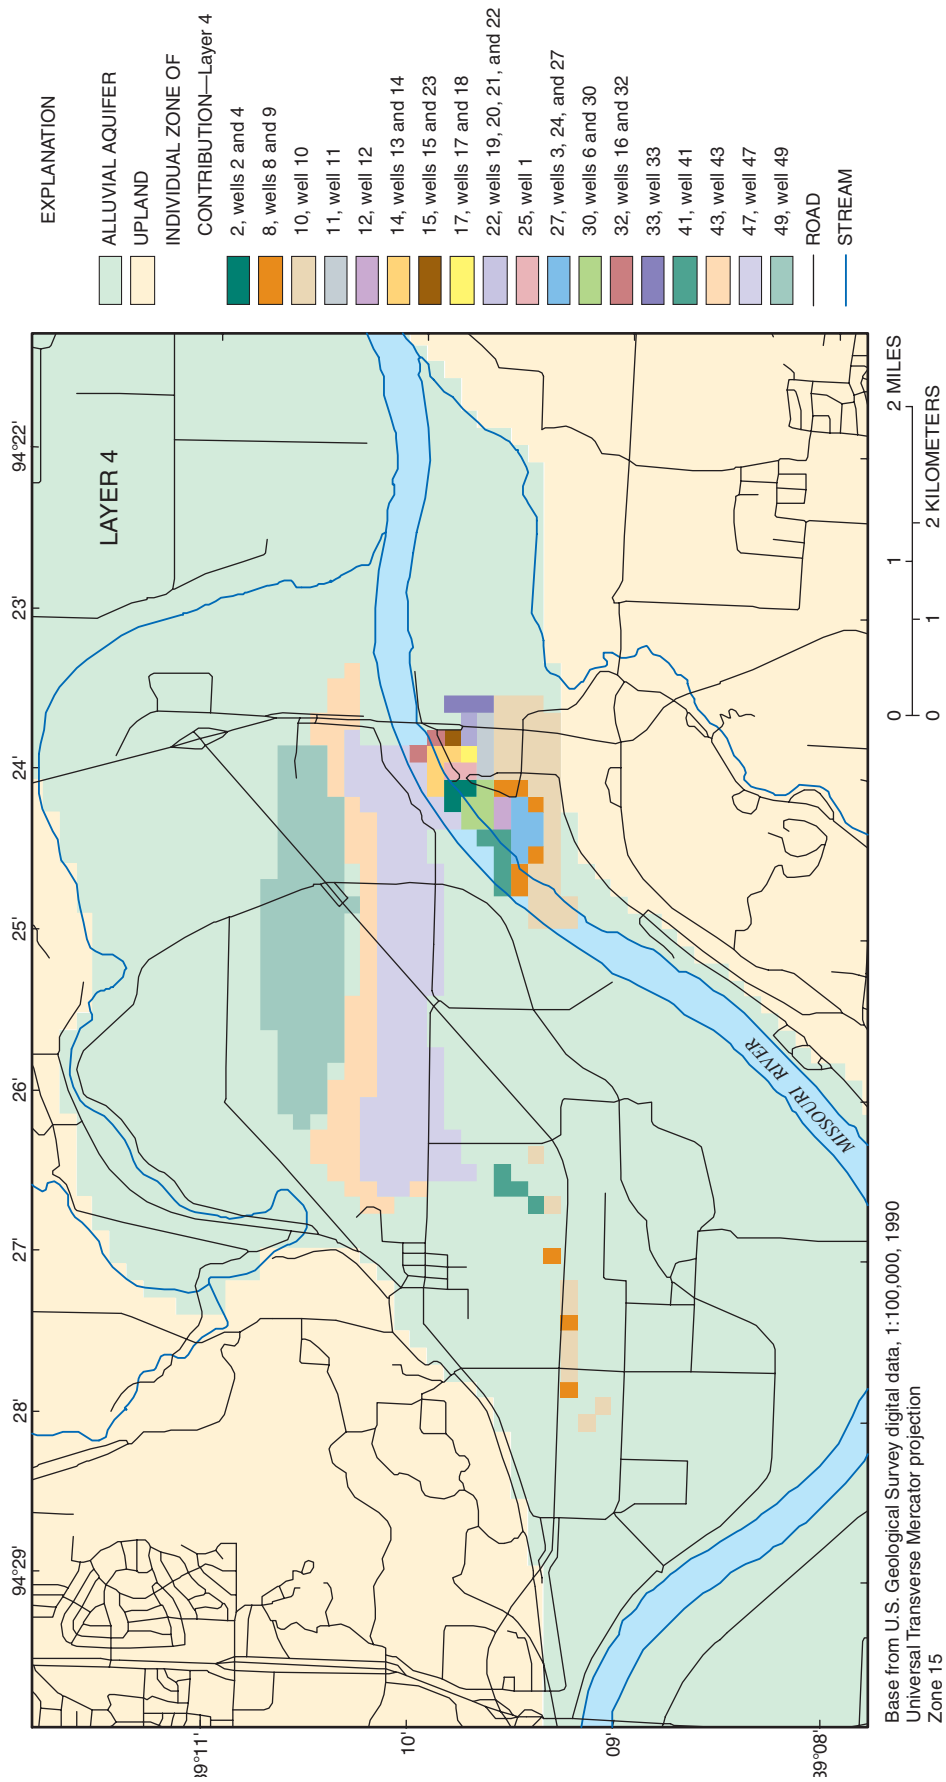 EXPLANATION
ALLUVIAL AQUIFER
UPLAND
INDIVIDUAL ZONE OF
CONTRIBUTION—Layer 4
2, wells 2 and 4
8, wells 8 and 9
10, well 10
11, well 11
12, well 12
14, wells 13 and 14
15, wells 15 and 23
17, wells 17 and 18
22, wells 19, 20, 21, and 22
25, well 1
27, wells 3, 24, and 27
30, wells 6 and 30
32, wells 16 and 32
33, well 33
41, well 41
43, well 43
47, well 47
49, well 49
ROAD
STREAM
94°29'
28'
27'
26'
25'
24'
23'
94°22'
39°11'
10'
09'
39°08'
LAYER 4
MISSOURI RIVER
0 1 2 MILES
0 1 2 KILOMETERS
Base from U.S. Geological Survey digital data, 1:100,000, 1990
Universal Transverse Mercator projection
Zone 15